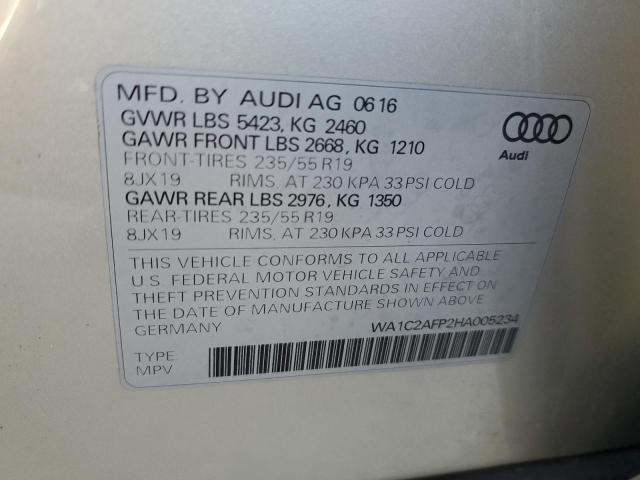 MFD. BY AUDI AG 0616
GVWR LBS 5423, KG 2460
GAWR FRONT LBS 2668, KG 1210
FRONT-TIRES 235/55 R19
8JX19 RIMS, AT 230 KPA 33 PSI COLD
GAWR REAR LBS 2976, KG 1350
REAR-TIRES 235/55 R19
8JX19 RIMS, AT 230 KPA 33 PSI COLD
Audi
THIS VEHICLE CONFORMS TO ALL APPLICABLE
U.S. FEDERAL MOTOR VEHICLE SAFETY AND
THEFT PREVENTION STANDARDS IN EFFECT ON
THE DATE OF MANUFACTURE SHOWN ABOVE
GERMANY WA1C2AFP2HA005234
TYPE
MPV